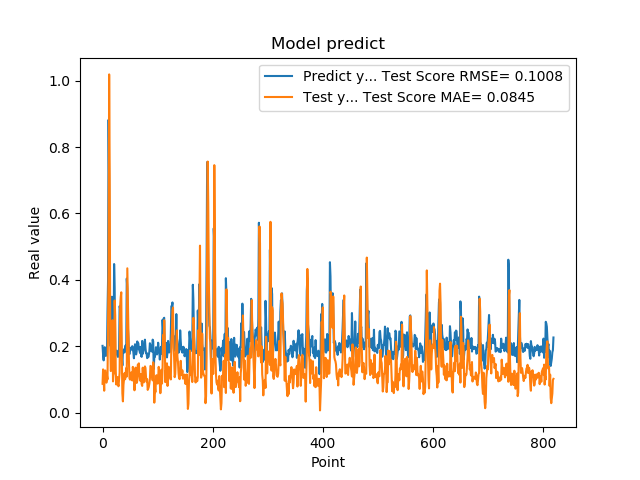 Model predict
Predict y... Test Score RMSE= 0.1008
Test y... Test Score MAE= 0.0845
Real value
1.0
0.8
0.6
0.4
0.2
0.0
0 200 400 600 800
Point